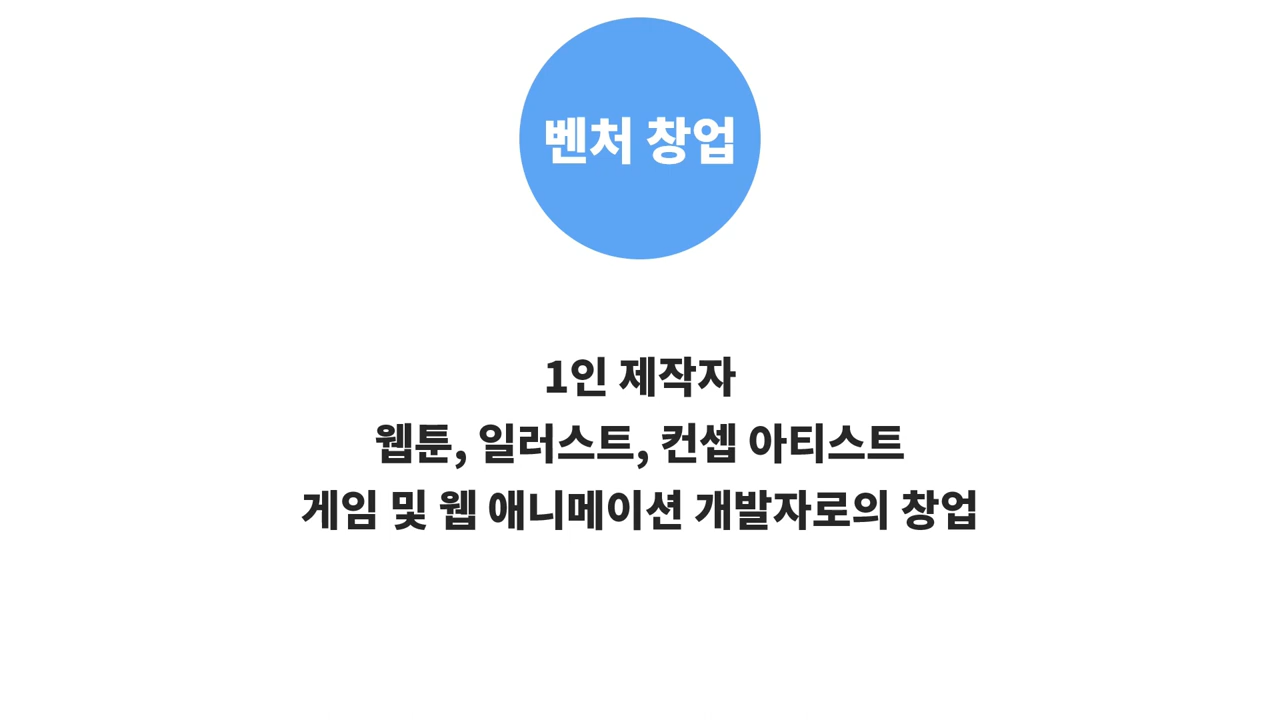 벤처 창업
1인 제작자
웹툰, 일러스트, 컨셉 아티스트
게임 및 웹 애니메이션 개발자로의 창업